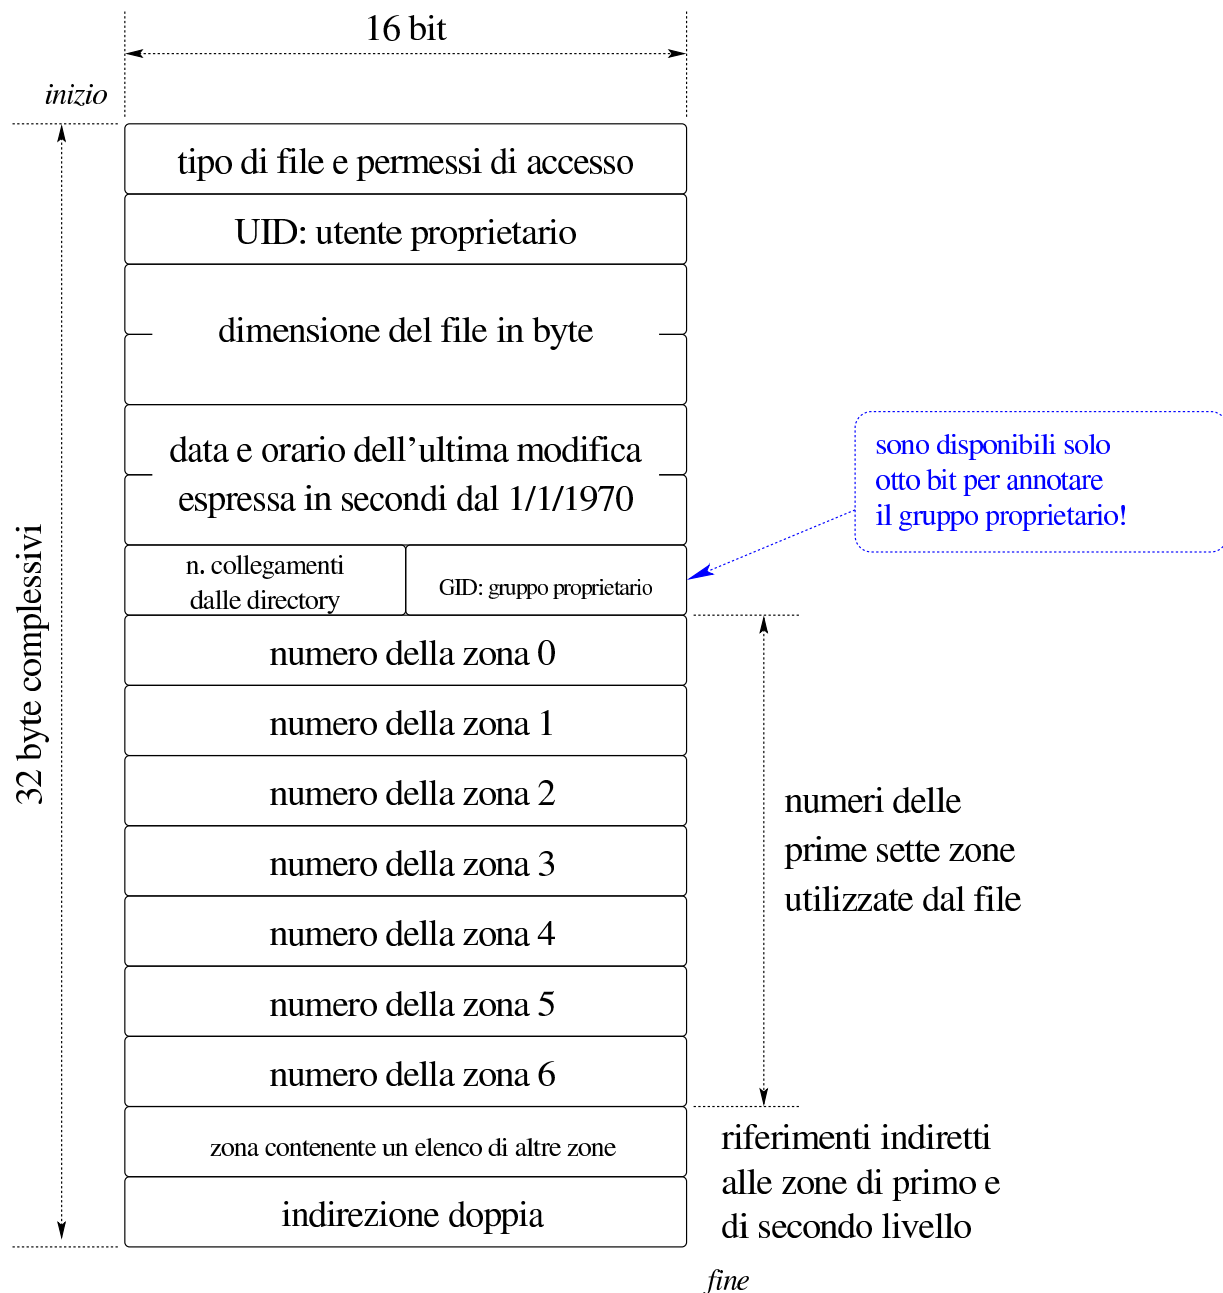 16 bit
inizio
tipo di file e permessi di accesso
UID: utente proprietario
dimensione del file in byte
data e orario dell’ultima modifica
espressa in secondi dal 1/1/1970
sono disponibili solo
otto bit per annotare
il gruppo proprietario!
n. collegamenti
dalle directory
GID: gruppo proprietario
32 byte complessivi
numero della zona 0
numero della zona 1
numero della zona 2
numero della zona 3
numero della zona 4
numero della zona 5
numero della zona 6
numeri delle
prime sette zone
utilizzate dal file
zona contenente un elenco di altre zone
indirezione doppia
riferimenti indiretti
alle zone di primo e
di secondo livello
fine